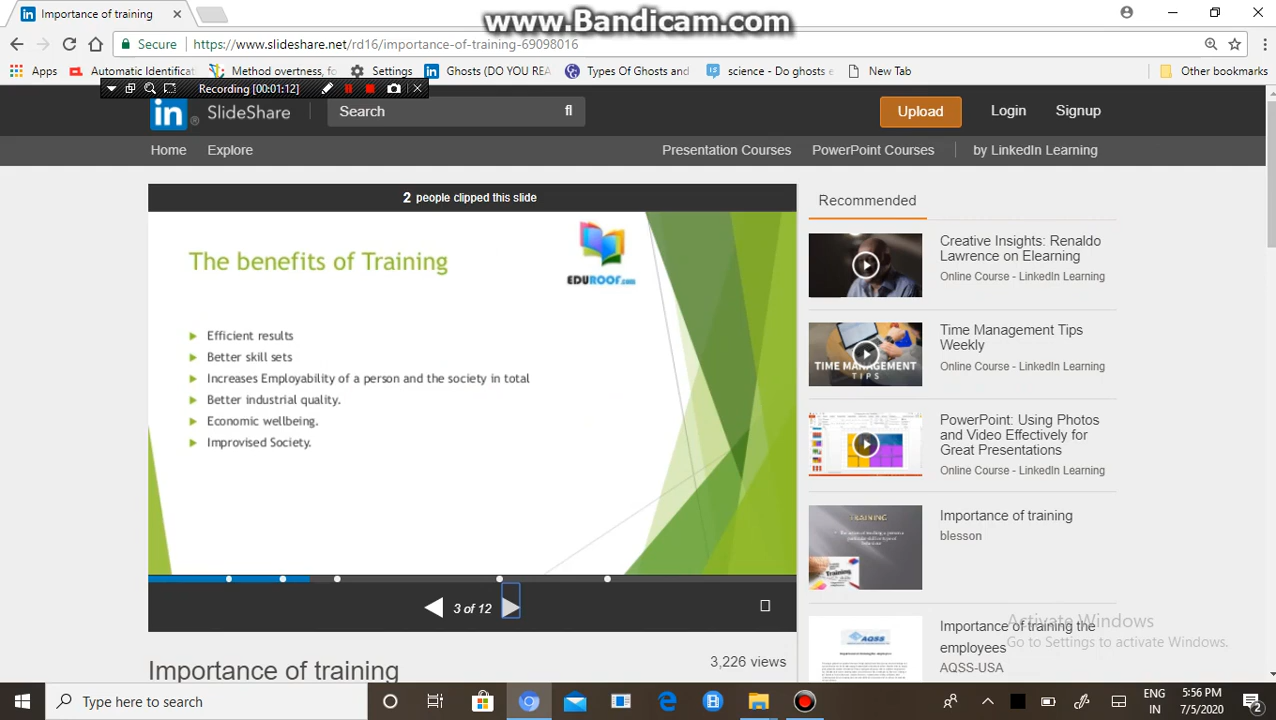 Importance of training
www.Bandicam.com
Secure
https://www.slideshare.net/rd16/importance-of-training-69098016
Apps
Automatic Identificat
Method overtness, fo
Settings
Ghosts (DO YOU REA
Types Of Ghosts and
science - Do ghosts e
New Tab
Other bookmarks
Recording [00:01:12]
in SlideShare
Search
Upload
Login
Signup
Home
Explore
Presentation Courses
PowerPoint Courses
by LinkedIn Learning
2 people clipped this slide
The benefits of Training
EDUROOF.com
Efficient results
Better skill sets
Increases Employability of a person and the society in total
Better industrial quality.
Economic wellbeing.
Improvised Society.
3 of 12
Importance of training
3,226 views
Recommended
Creative Insights: Renaldo
Lawrence on Elearning
Online Course - LinkedIn Learning
TIME MANAGEMENT
TIPS
Time Management Tips
Weekly
Online Course - LinkedIn Learning
PowerPoint: Using Photos
and Video Effectively for
Great Presentations
Online Course - LinkedIn Learning
TRAINING
Importance of training
blesson
AQSS
Importance of training the
employees
AQSS-USA
Activate Windows
Go to Settings to activate Windows.
Type here to search
ENG
IN
5:56 PM
7/5/2020
2